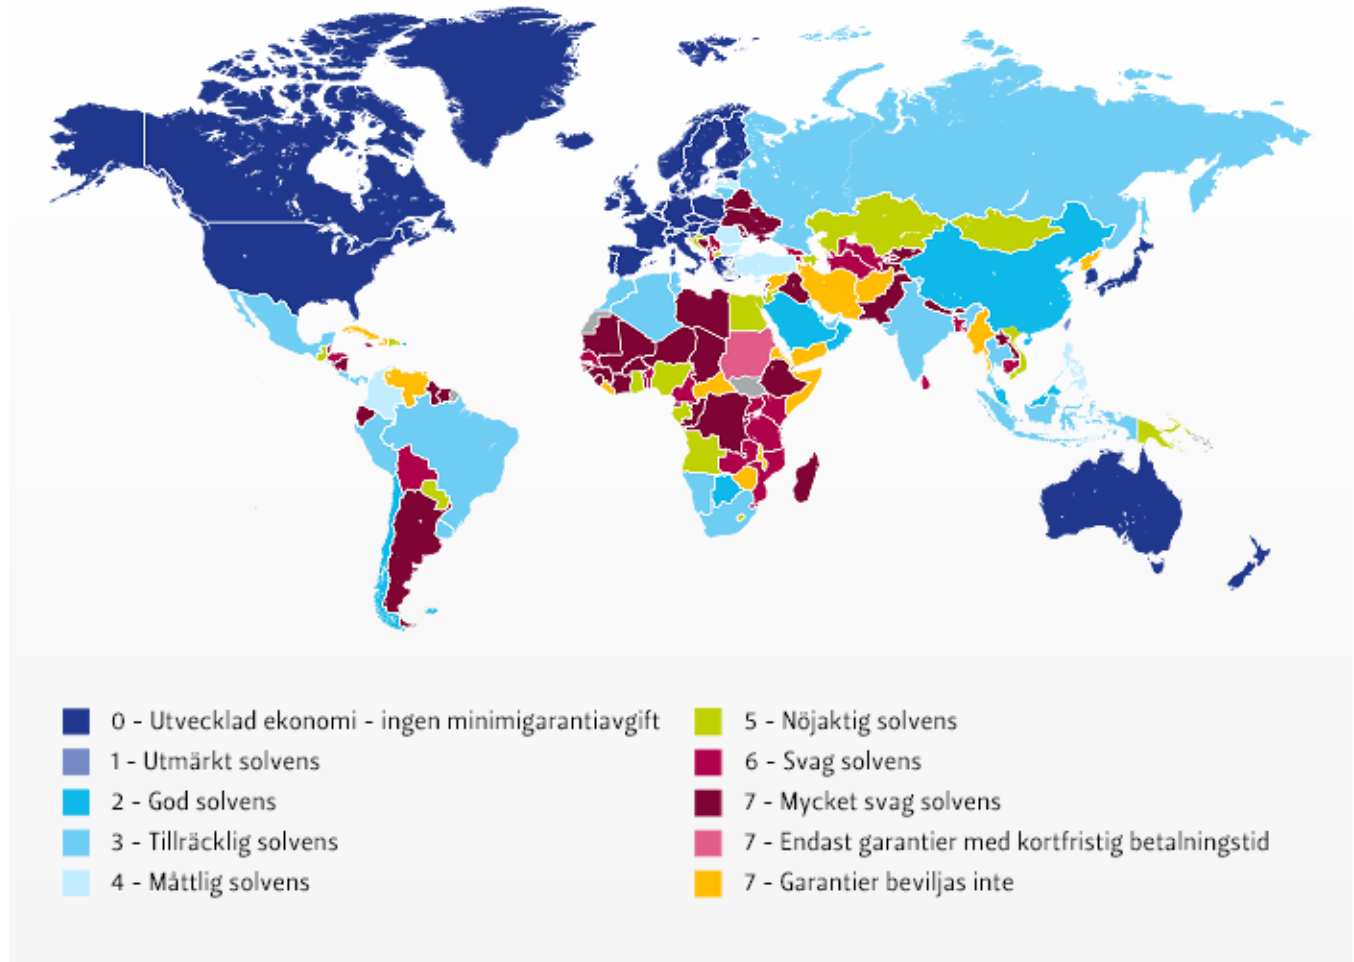 0 - Utvecklad ekonomi - ingen minimigarantiavgift
1 - Utmärkt solvens
2 - God solvens
3 - Tillräcklig solvens
4 - Måttlig solvens
5 - Nöjaktig solvens
6 - Svag solvens
7 - Mycket svag solvens
7 - Endast garantier med kortfristig betalningstid
7 - Garantier beviljas inte